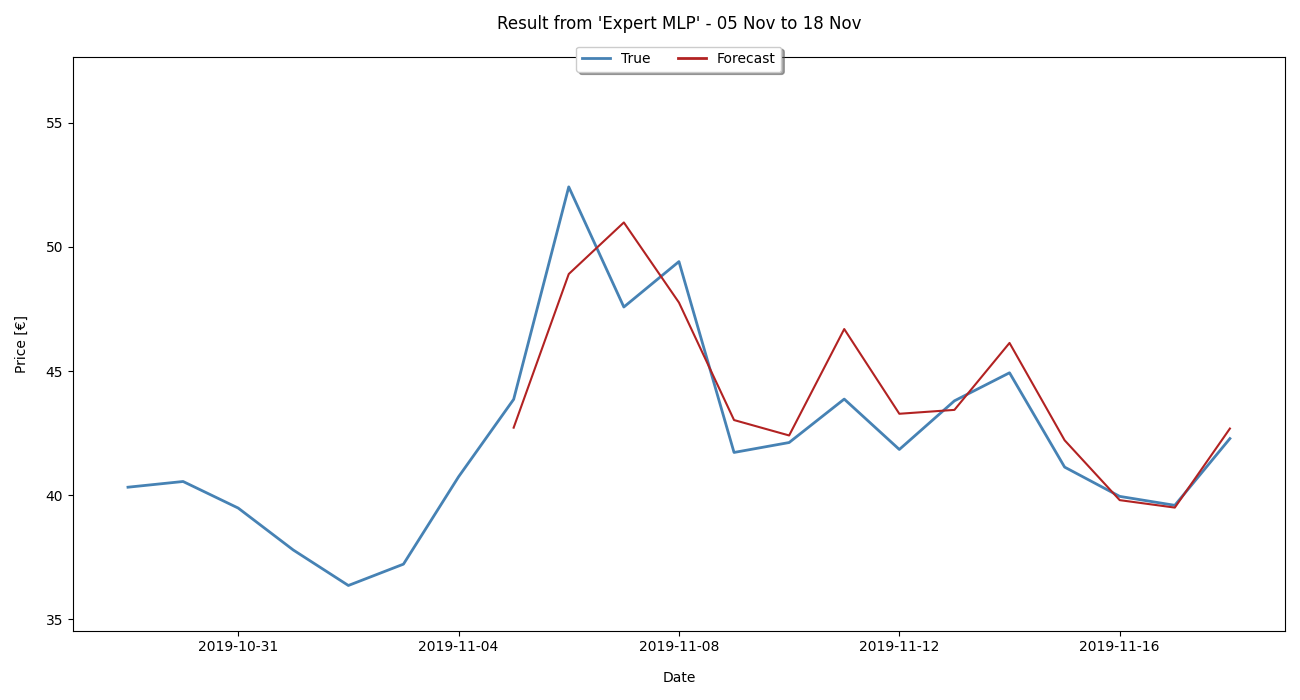 Result from 'Expert MLP' - 05 Nov to 18 Nov
True Forecast
55
50
45
40
35
Price [€]
2019-10-31 2019-11-04 2019-11-08 2019-11-12 2019-11-16
Date